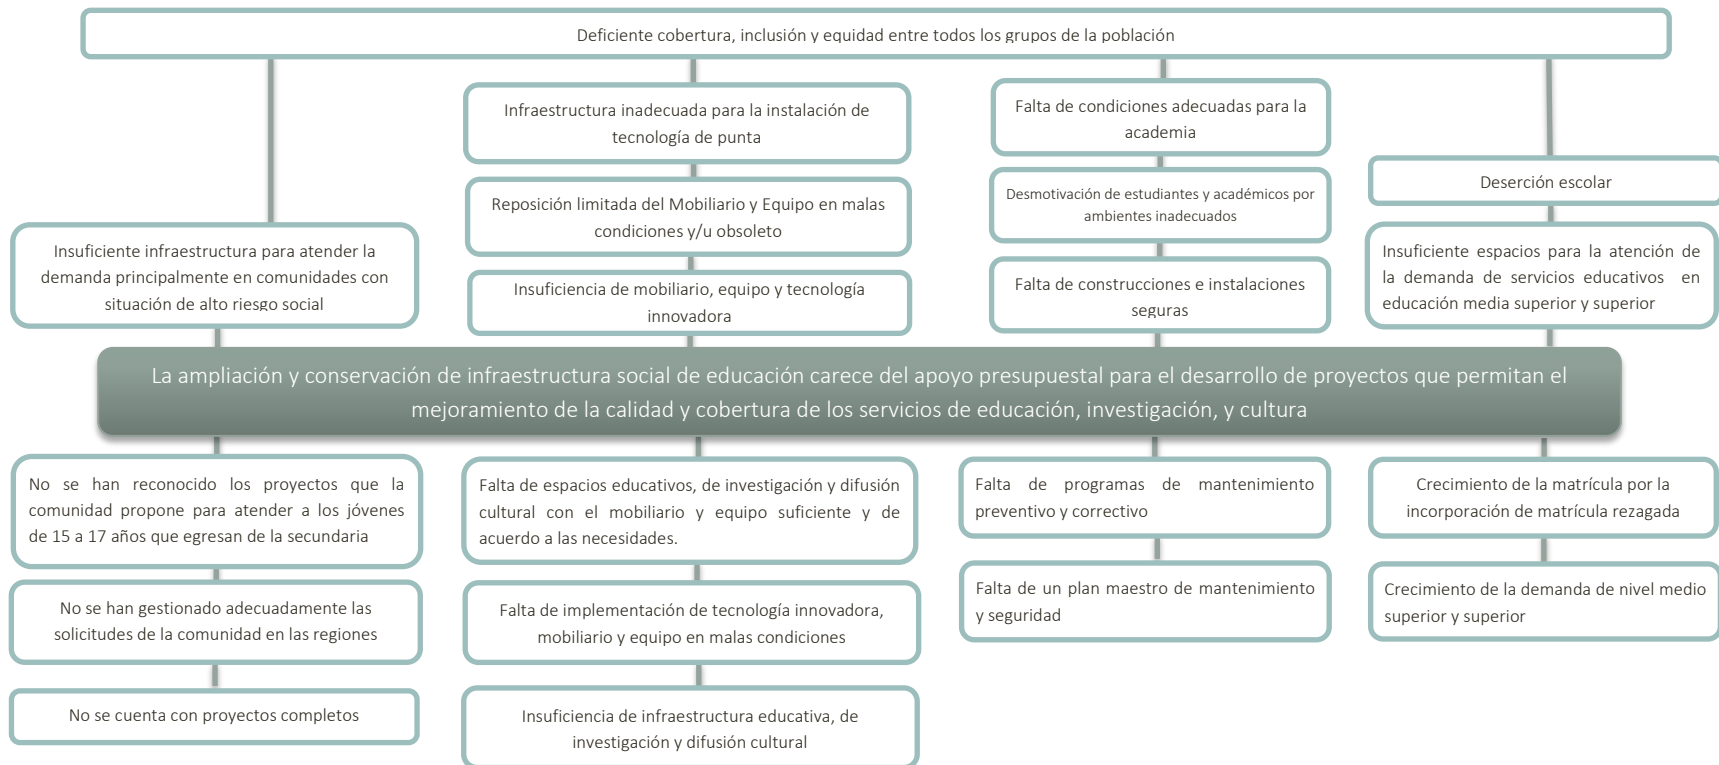 Deficiente cobertura, inclusión y equidad entre todos los grupos de la población
Infraestructura inadecuada para la instalación de
tecnología de punta
Falta de condiciones adecuadas para la
academia
Deserción escolar
Reposición limitada del Mobiliario y Equipo en malas
condiciones y/u obsoleto
Desmotivación de estudiantes y académicos por
ambientes inadecuados
Insuficiente infraestructura para atender la
demanda principalmente en comunidades con
situación de alto riesgo social
Insuficiencia de mobiliario, equipo y tecnología
innovadora
Falta de construcciones e instalaciones
seguras
Insuficiente espacios para la atención de
la demanda de servicios educativos en
educación media superior y superior
La ampliación y conservación de infraestructura social de educación carece del apoyo presupuestal para el desarrollo de proyectos que permitan el
mejoramiento de la calidad y cobertura de los servicios de educación, investigación, y cultura
No se han reconocido los proyectos que la
comunidad propone para atender a los jóvenes
de 15 a 17 años que egresan de la secundaria
Falta de espacios educativos, de investigación y difusión
cultural con el mobiliario y equipo suficiente y de
acuerdo a las necesidades.
Falta de programas de mantenimiento
preventivo y correctivo
Crecimiento de la matrícula por la
incorporación de matrícula rezagada
No se han gestionado adecuadamente las
solicitudes de la comunidad en las regiones
Falta de implementación de tecnología innovadora,
mobiliario y equipo en malas condiciones
Falta de un plan maestro de mantenimiento
y seguridad
Crecimiento de la demanda de nivel medio
superior y superior
No se cuenta con proyectos completos
Insuficiencia de infraestructura educativa, de
investigación y difusión cultural